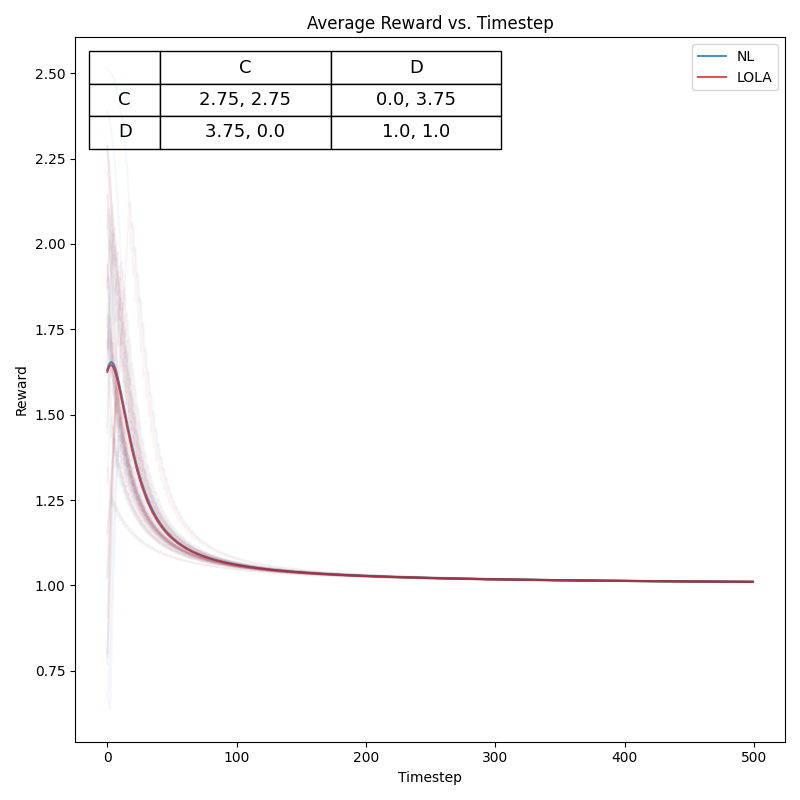 Average Reward vs. Timestep
C D
C 2.75, 2.75 0.0, 3.75
D 3.75, 0.0 1.0, 1.0
NL
LOLA
2.50
2.25
2.00
1.75
1.50
1.25
1.00
0.75
Reward
0 100 200 300 400 500
Timestep